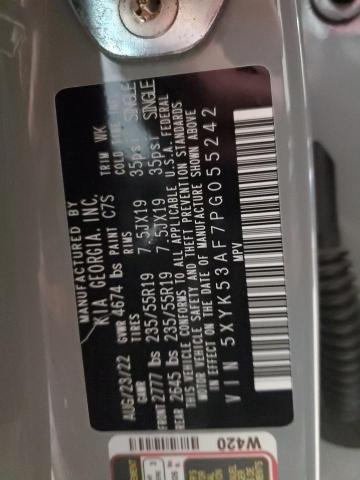 MANUFACTURED BY
KIA GEORGIA, INC.
AUG/23/22 GVWR 4674 lbs PAINT C7S TRIM WK
GAWR TIRES RIMS COLD
FRONT 2777 lbs 235/55R19 7.5JX19 35psi SINGLE
REAR 2645 lbs 235/55R19 7.5JX19 35psi SINGLE
THIS VEHICLE CONFORMS TO ALL APPLICABLE U.S.A. FEDERAL
MOTOR VEHICLE SAFETY AND THEFT PREVENTION STANDARDS
IN EFFECT ON THE DATE OF MANUFACTURE SHOWN ABOVE
VIN 5XYK53AF7PG055242
MPV
W420